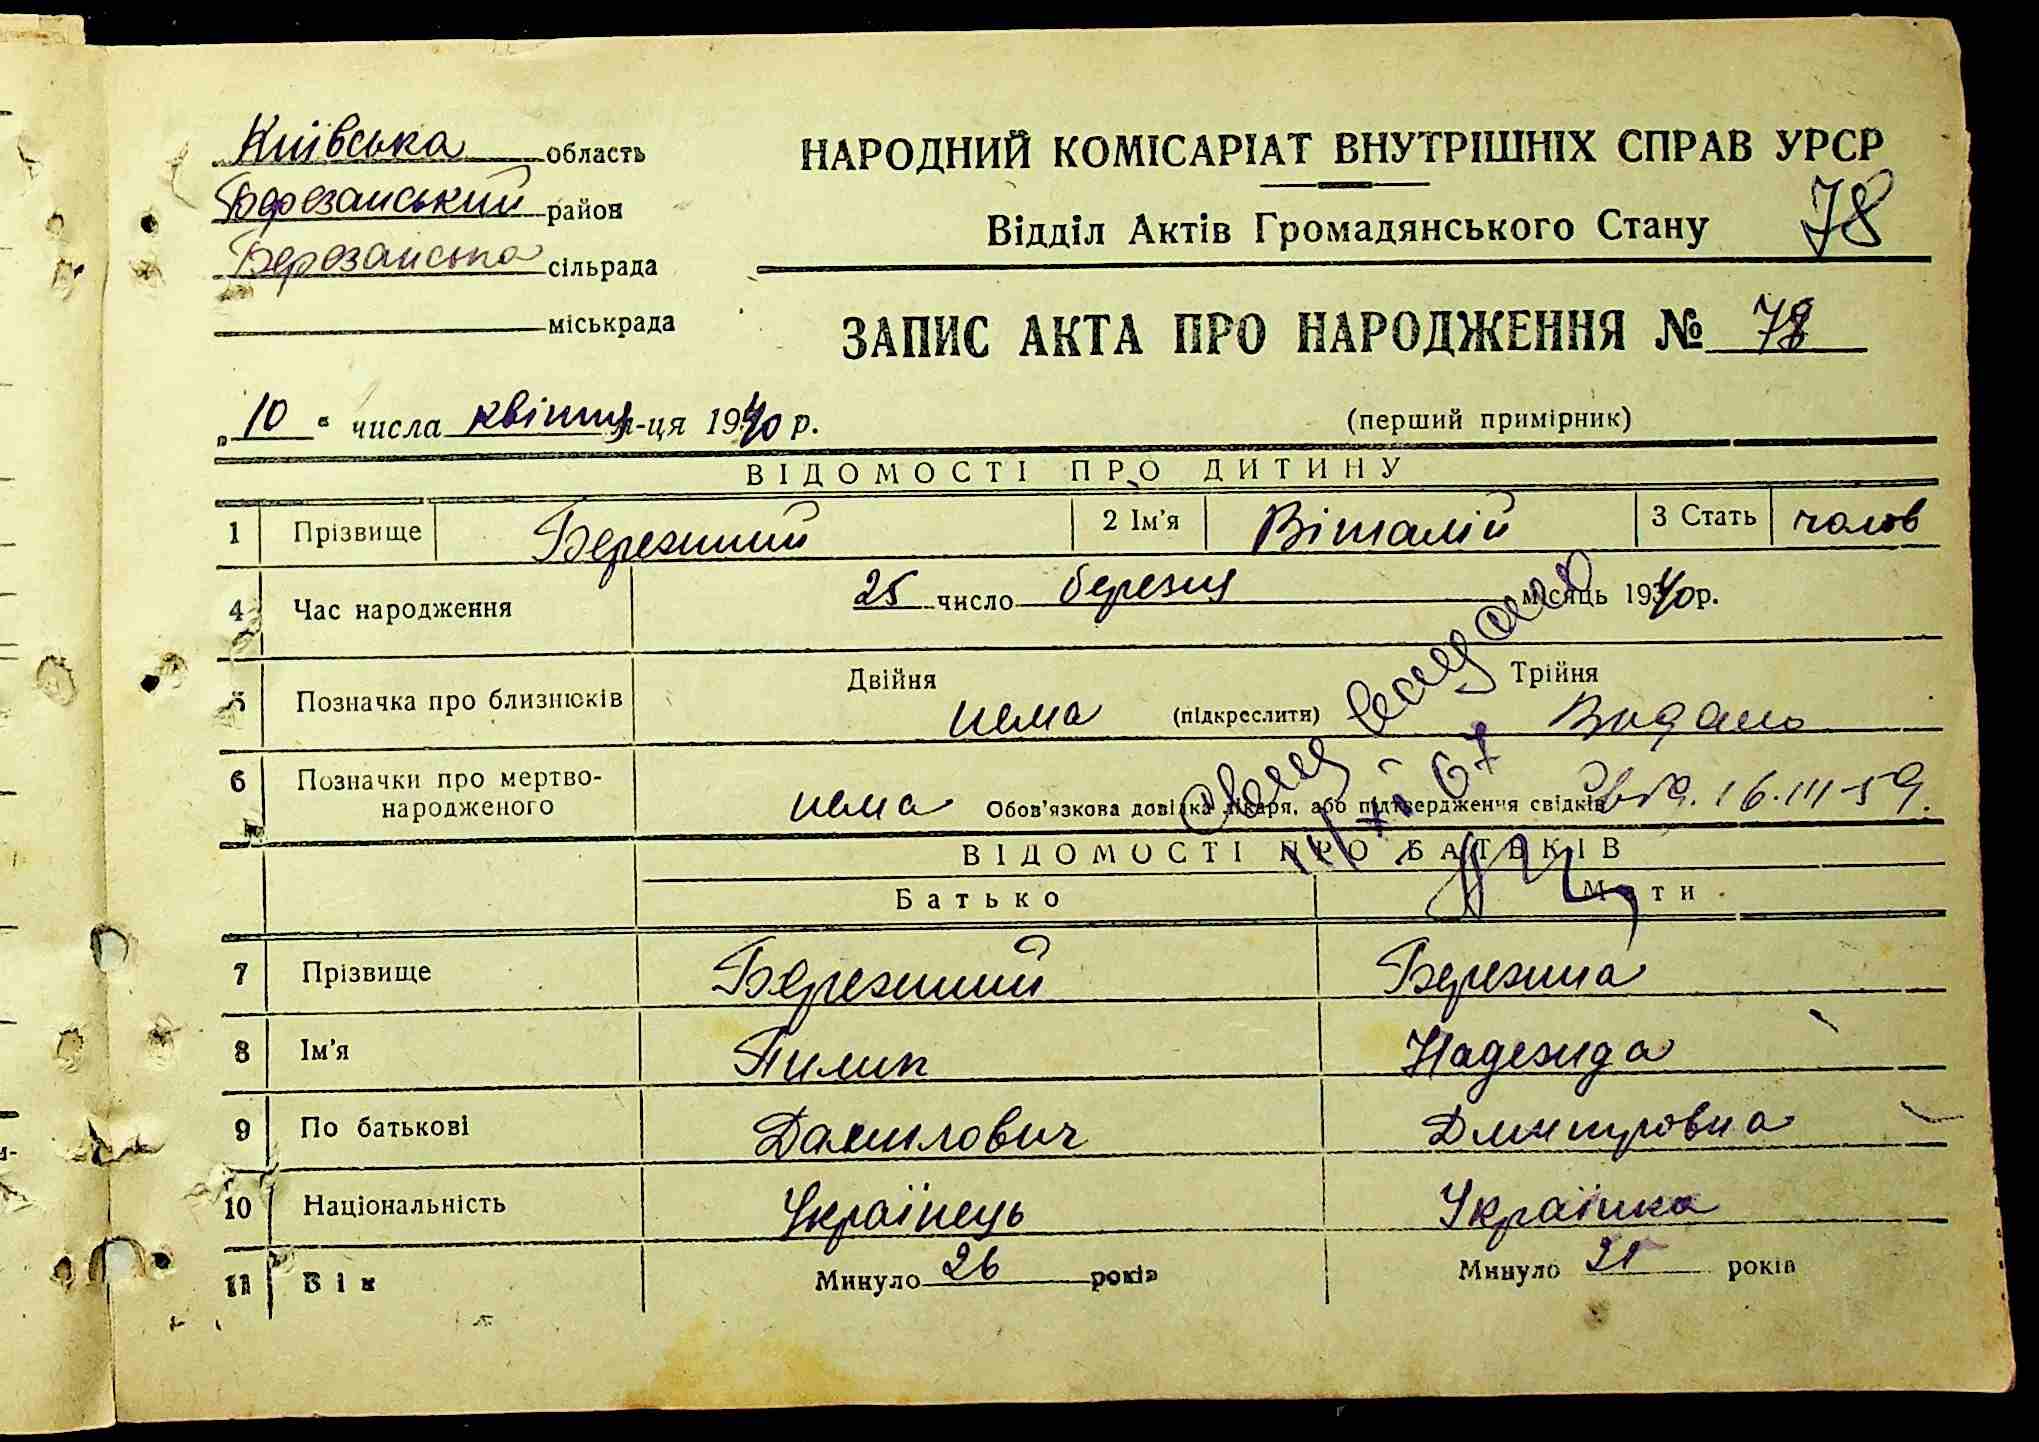 Київська область
Березанський район
Березанська сільрада
міськрада
НАРОДНИЙ КОМІСАРІАТ ВНУТРІШНІХ СПРАВ УРСР
78
Відділ Актів Громадянського Стану
ЗАПИС АКТА ПРО НАРОДЖЕННЯ № 78
„10" числа квітня м-ця 1940 р.
(перший примірник)
ВІДОМОСТІ ПРО ДИТИНУ
1 Прізвище Бережний 2 Ім'я Віталій 3 Стать чолов
4 Час народження 25 число березня місяць 1940 р.
5 Позначка про близнюків Двійня нема (підкреслити) Трійня
Видано
6 Позначки про мертвонародженого нема Обов'язкова довідка лікаря, або підтвердження свідків
16.III-59.
ВІДОМОСТІ ПРО БАТЬКІВ
Батько Мати
7 Прізвище Бережний Бережна
8 Ім'я Пилип Надежда
9 По батькові Данилович Дмитровна
10 Національність Українець Українка
11 Вік Минуло 26 років Минуло 21 років